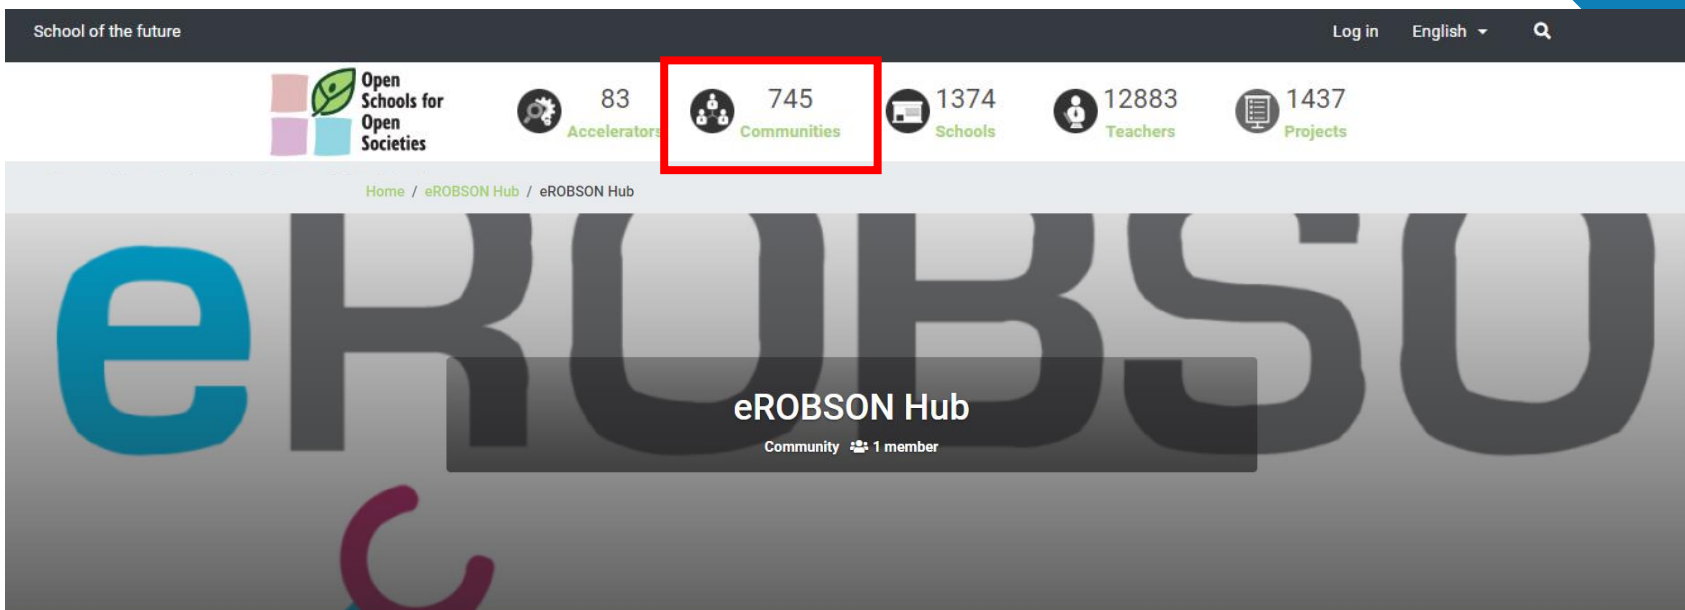 School of the future
Log in English
Open
Schools for
Open
Societies
83
Accelerators
745
Communities
1374
Schools
12883
Teachers
1437
Projects
Home / eROBSON Hub / eROBSON Hub
eROBSO
eROBSON Hub
Community 1 member